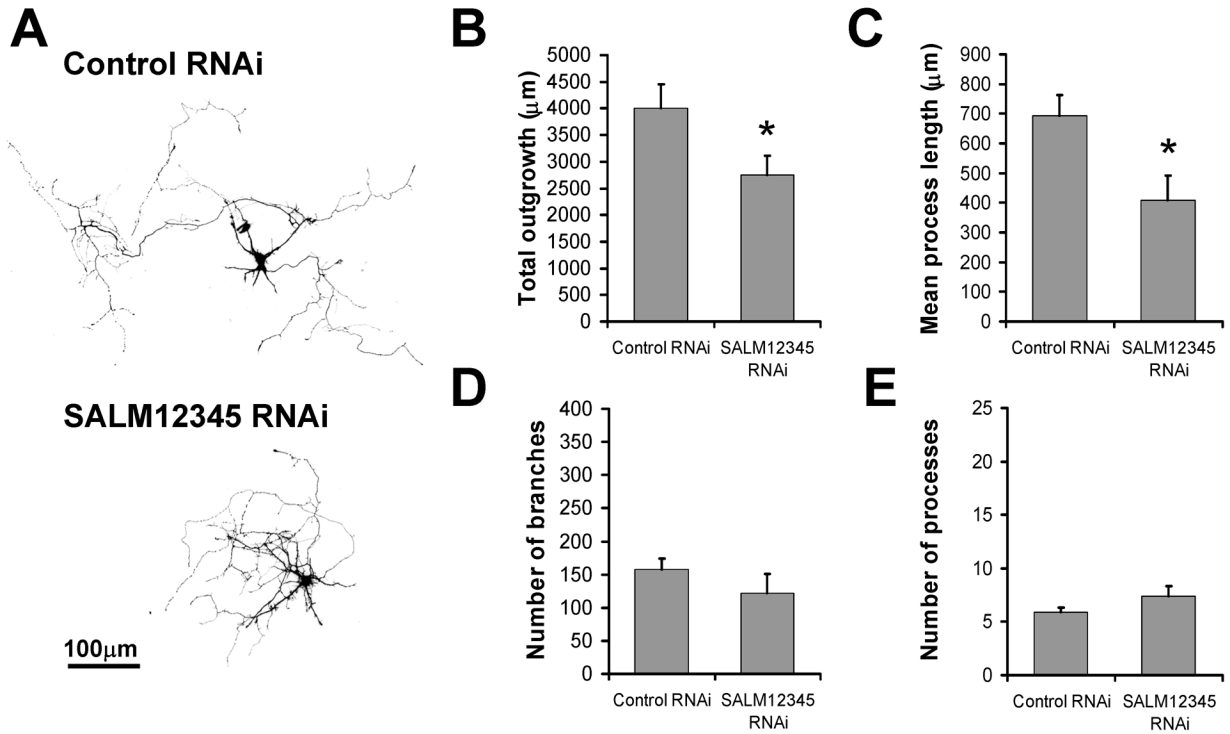 A
Control RNAi
SALM12345 RNAi
100μm
B
Total outgrowth (μm)
5000
4500
4000
3500
3000
2500
2000
1500
1000
500
0
*
Control RNAi
SALM12345
RNAi
C
Mean process length (μm)
900
800
700
600
500
400
300
200
100
0
*
Control RNAi
SALM12345
RNAi
D
Number of branches
400
350
300
250
200
150
100
50
0
Control RNAi
SALM12345
RNAi
E
Number of processes
25
20
15
10
5
0
Control RNAi
SALM12345
RNAi